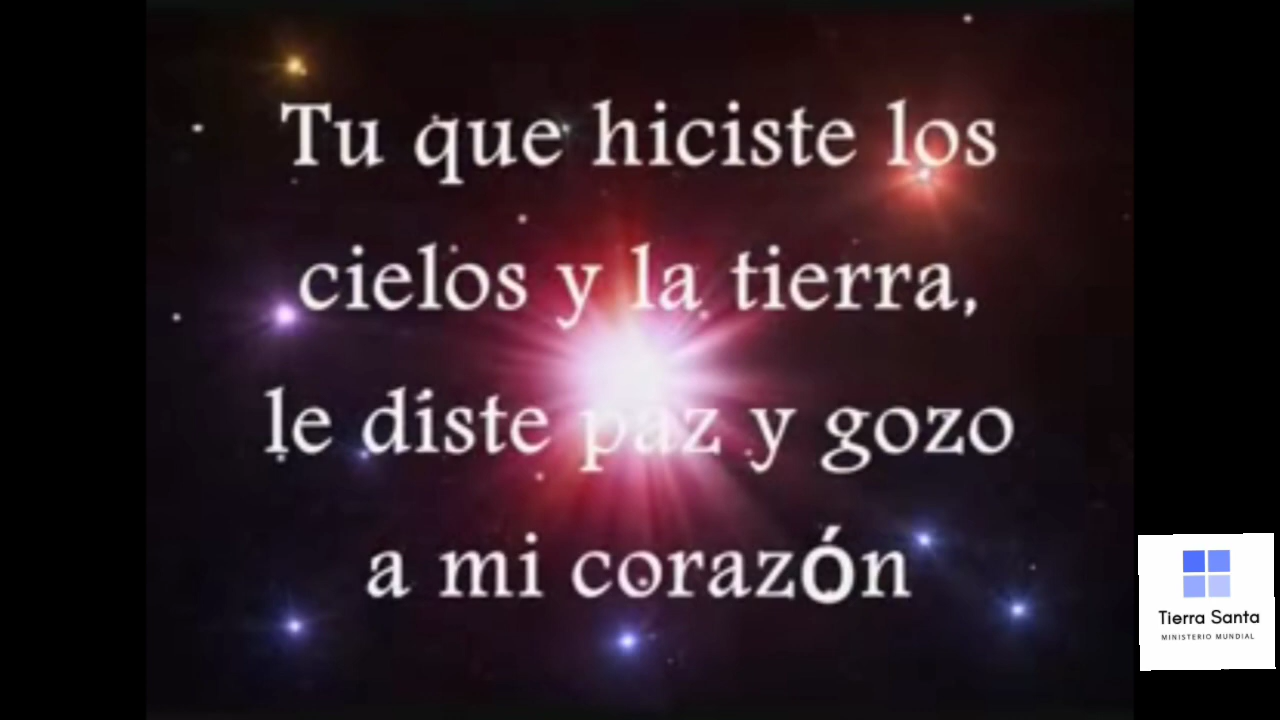 Tu que hiciste los
cielos y la tierra,
le diste paz y gozo
a mi corazón
Tierra Santa
MINISTERIO MUNDIAL